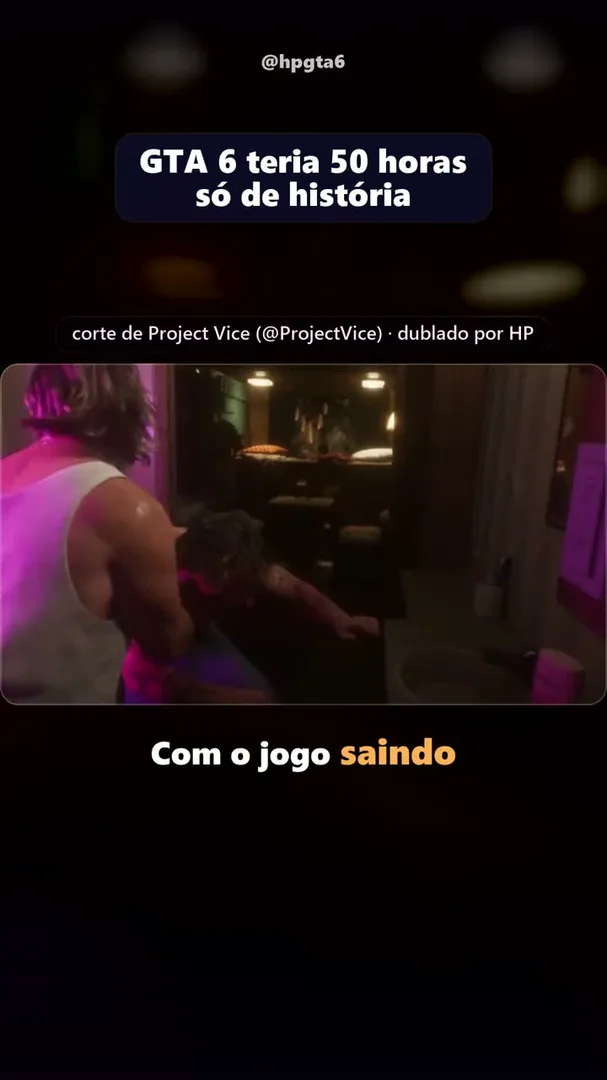 @hpgta6
GTA 6 teria 50 horas
só de história
corte de Project Vice (@ProjectVice) · dublado por HP
Com o jogo saindo